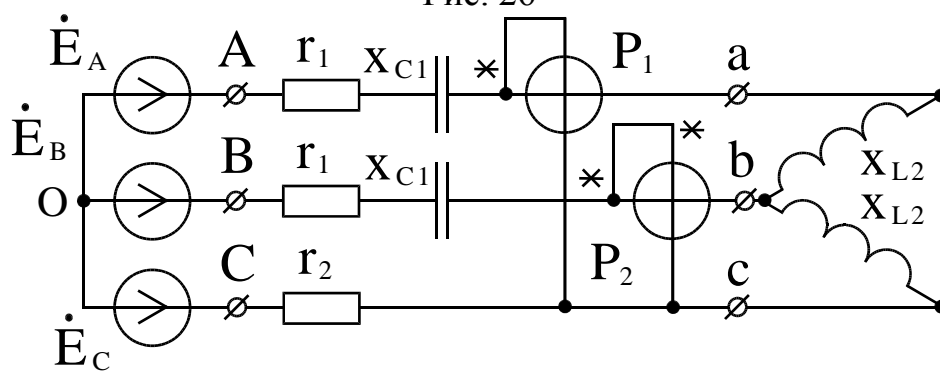 Рис. 26
Ė_A
A
r₁
x_C1
*
P₁
a
Ė_B
B
r₁
x_C1
*
*
b
x_L2
x_L2
O
C
r₂
P₂
c
Ė_C